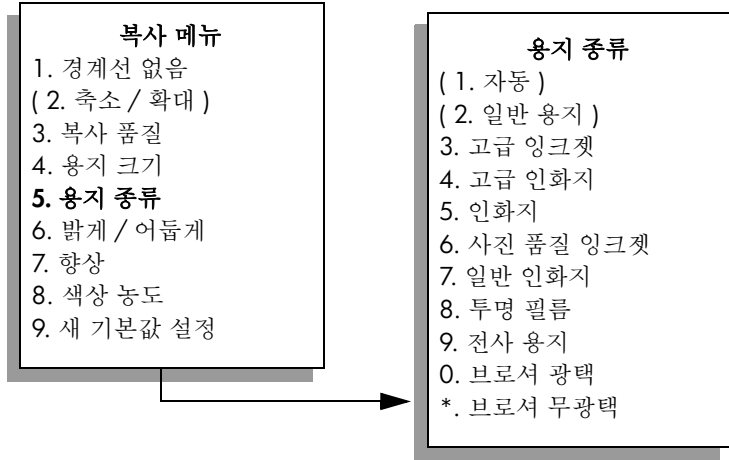 복사 메뉴
1. 경계선 없음
( 2. 축소 / 확대 )
3. 복사 품질
4. 용지 크기
5. 용지 종류
6. 밝게 / 어둡게
7. 향상
8. 색상 농도
9. 새 기본값 설정
용지 종류
( 1. 자동 )
( 2. 일반 용지 )
3. 고급 잉크젯
4. 고급 인화지
5. 인화지
6. 사진 품질 잉크젯
7. 일반 인화지
8. 투명 필름
9. 전사 용지
0. 브로셔 광택
*. 브로셔 무광택